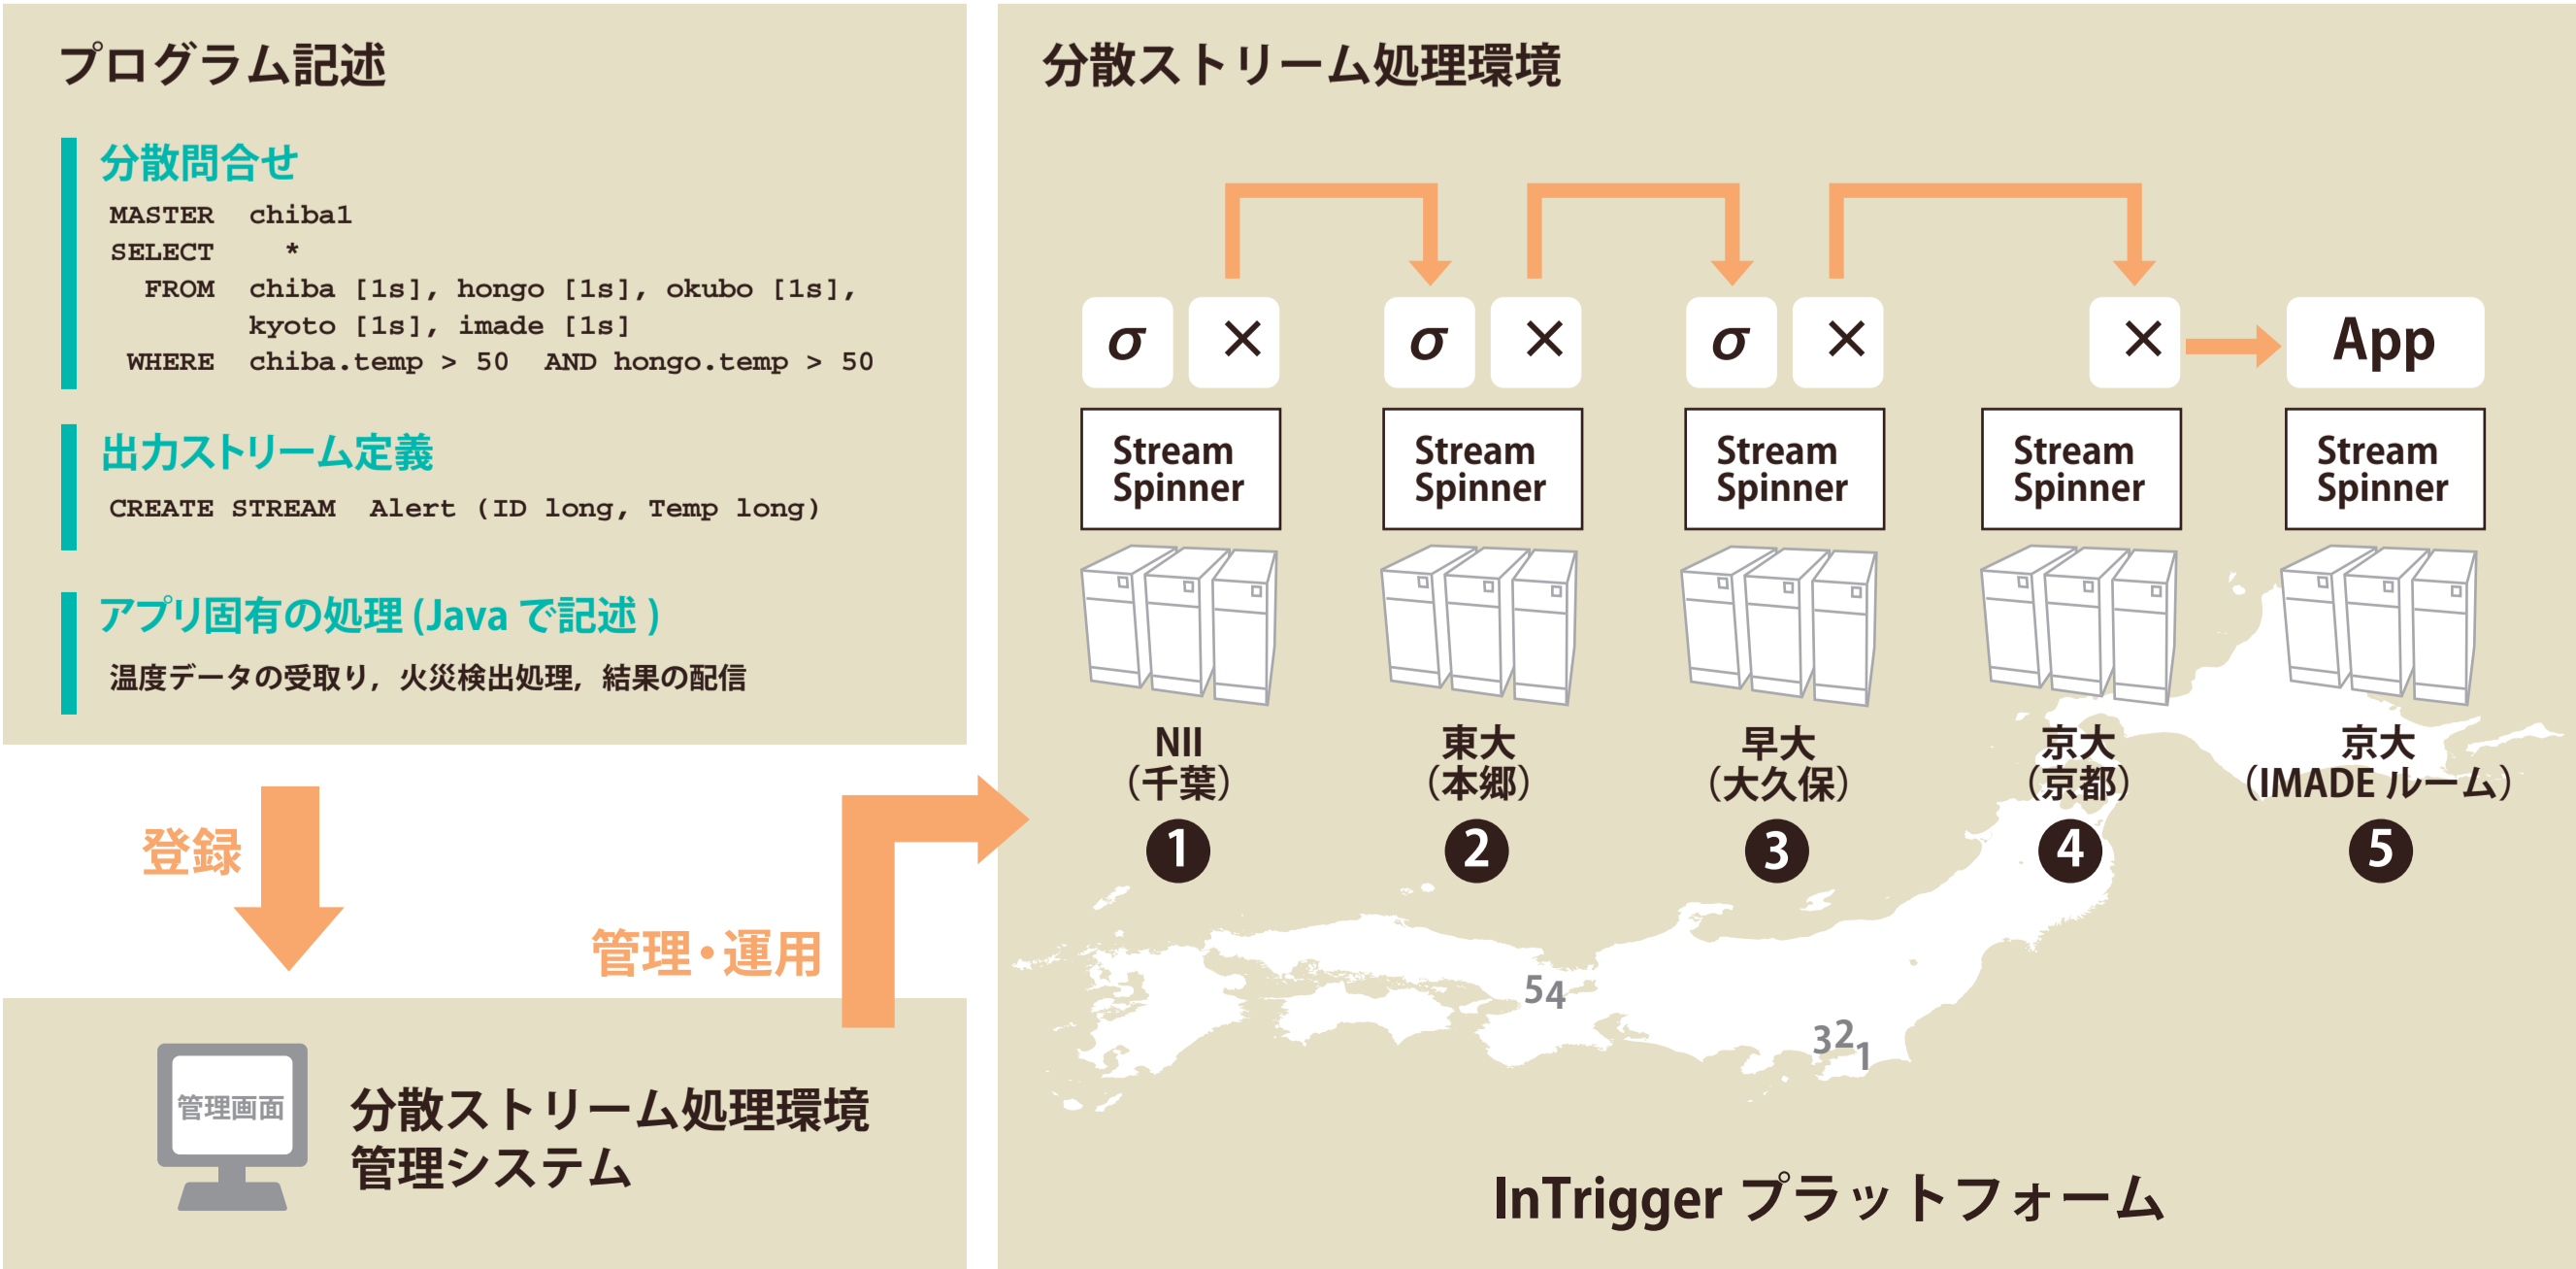 プログラム記述
分散問合せ
MASTER chiba1
SELECT *
FROM chiba [1s], hongo [1s], okubo [1s],
kyoto [1s], imade [1s]
WHERE chiba.temp > 50 AND hongo.temp > 50
出力ストリーム定義
CREATE STREAM Alert (ID long, Temp long)
アプリ固有の処理 (Java で記述 )
温度データの受取り, 火災検出処理, 結果の配信
登録
管理・運用
管理画面
分散ストリーム処理環境
管理システム
分散ストリーム処理環境
σ × σ × σ × × App
Stream Stream Stream Stream Stream
Spinner Spinner Spinner Spinner Spinner
NII 東大 早大 京大 京大
（千葉） （本郷） （大久保） （京都） （IMADE ルーム）
1 2 3 4 5
54
321
InTrigger プラットフォーム